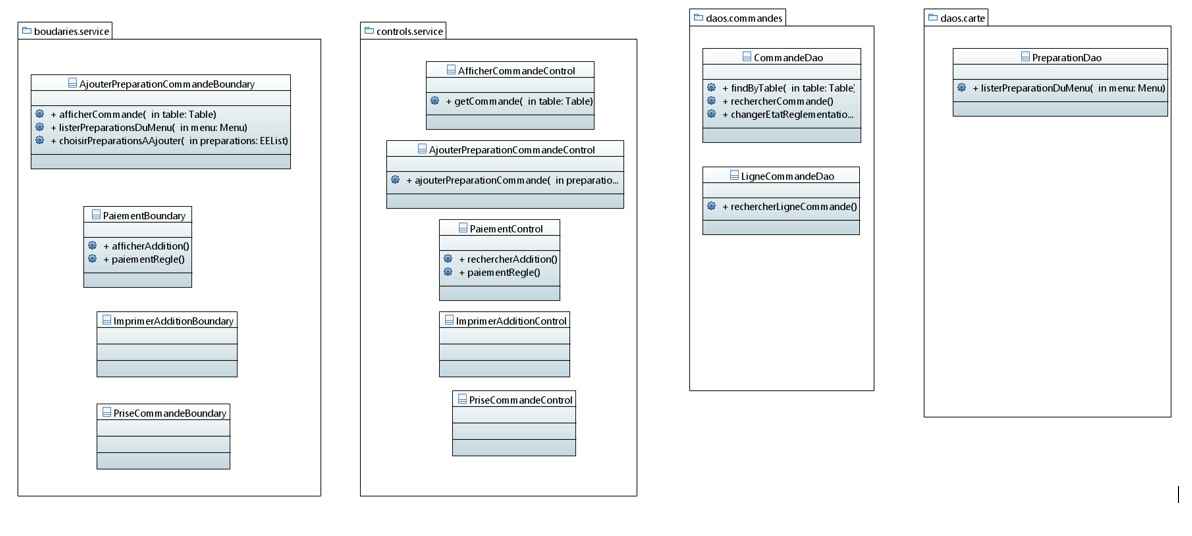 boudaries.service
AjouterPreparationCommandeBoundary
+ afficherCommande( in table: Table)
+ listerPreparationsDuMenu( in menu: Menu)
+ choisirPreparationsAAjouter( in preparations: EEList)
PaiementBoundary
+ afficherAddition()
+ paiementRegle()
ImprimerAdditionBoundary
PriseCommandeBoundary
controls.service
AfficherCommandeControl
+ getCommande( in table: Table)
AjouterPreparationCommandeControl
+ ajouterPreparationCommande( in preparatio...
PaiementControl
+ rechercherAddition()
+ paiementRegle()
ImprimerAdditionControl
PriseCommandeControl
daos.commandes
CommandeDao
+ findByTable( in table: Table)
+ rechercherCommande()
+ changerEtatReglementatio...
LigneCommandeDao
+ rechercherLigneCommande()
daos.carte
PreparationDao
+ listerPreparationDuMenu( in menu: Menu)